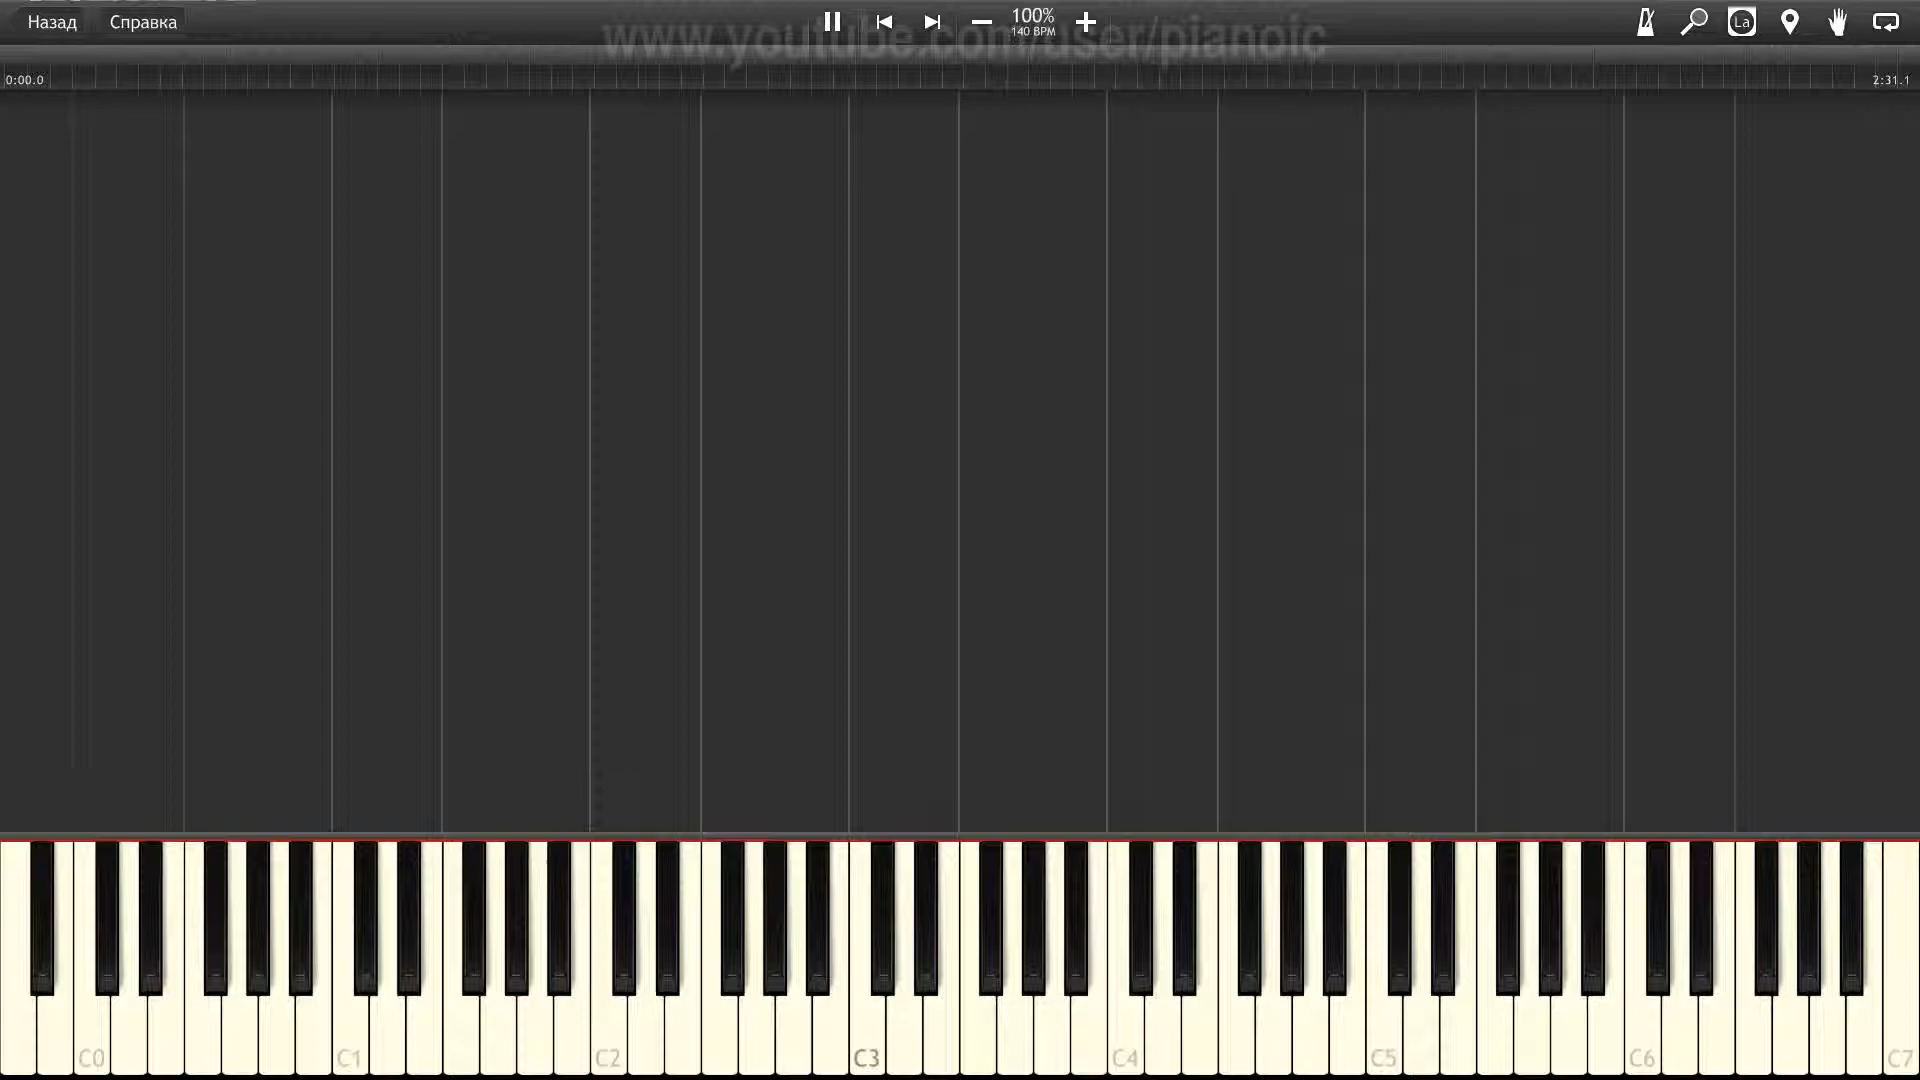 Назад Справка 100%
140 BPM
La
www.youtube.com/user/pianoic
0:00.0 2:31.1
C0 C1 C2 C3 C4 C5 C6 C7